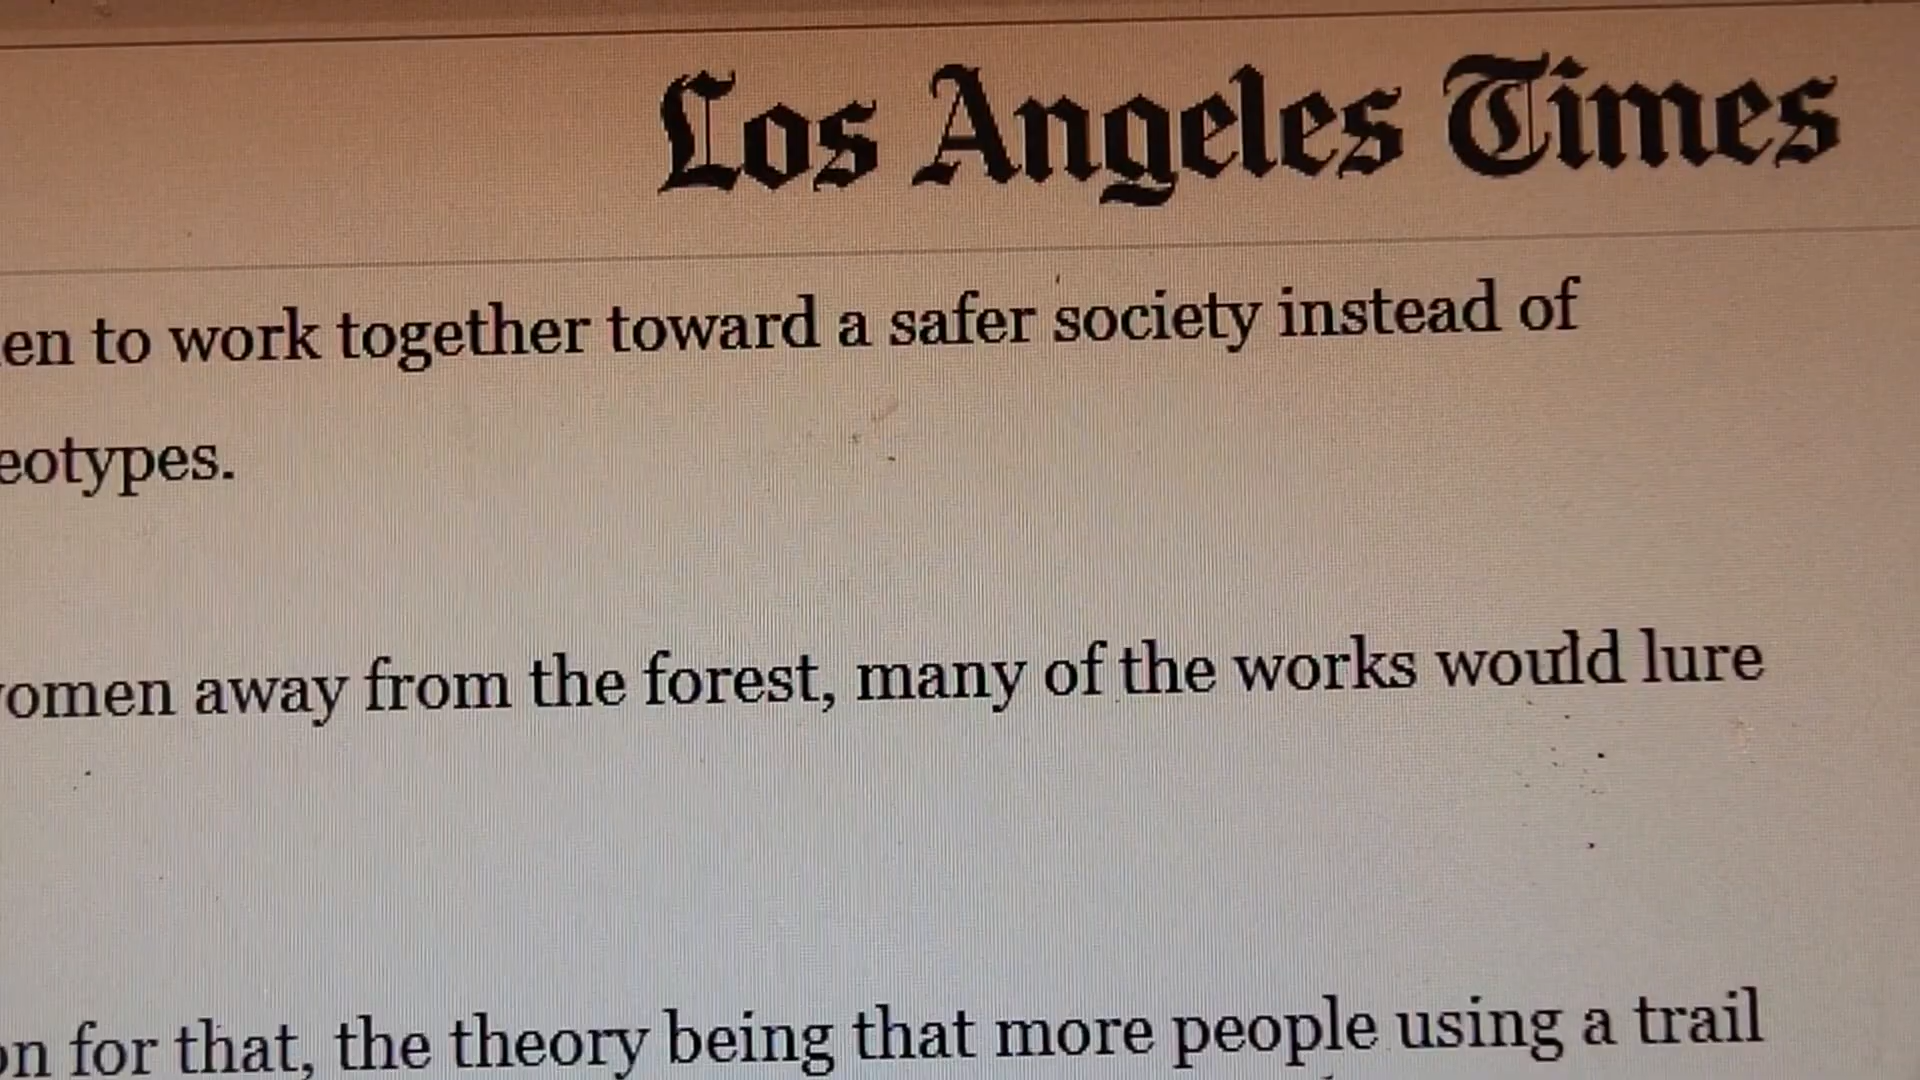 Los Angeles Times
en to work together toward a safer society instead of
eotypes.
omen away from the forest, many of the works would lure
on for that, the theory being that more people using a trail